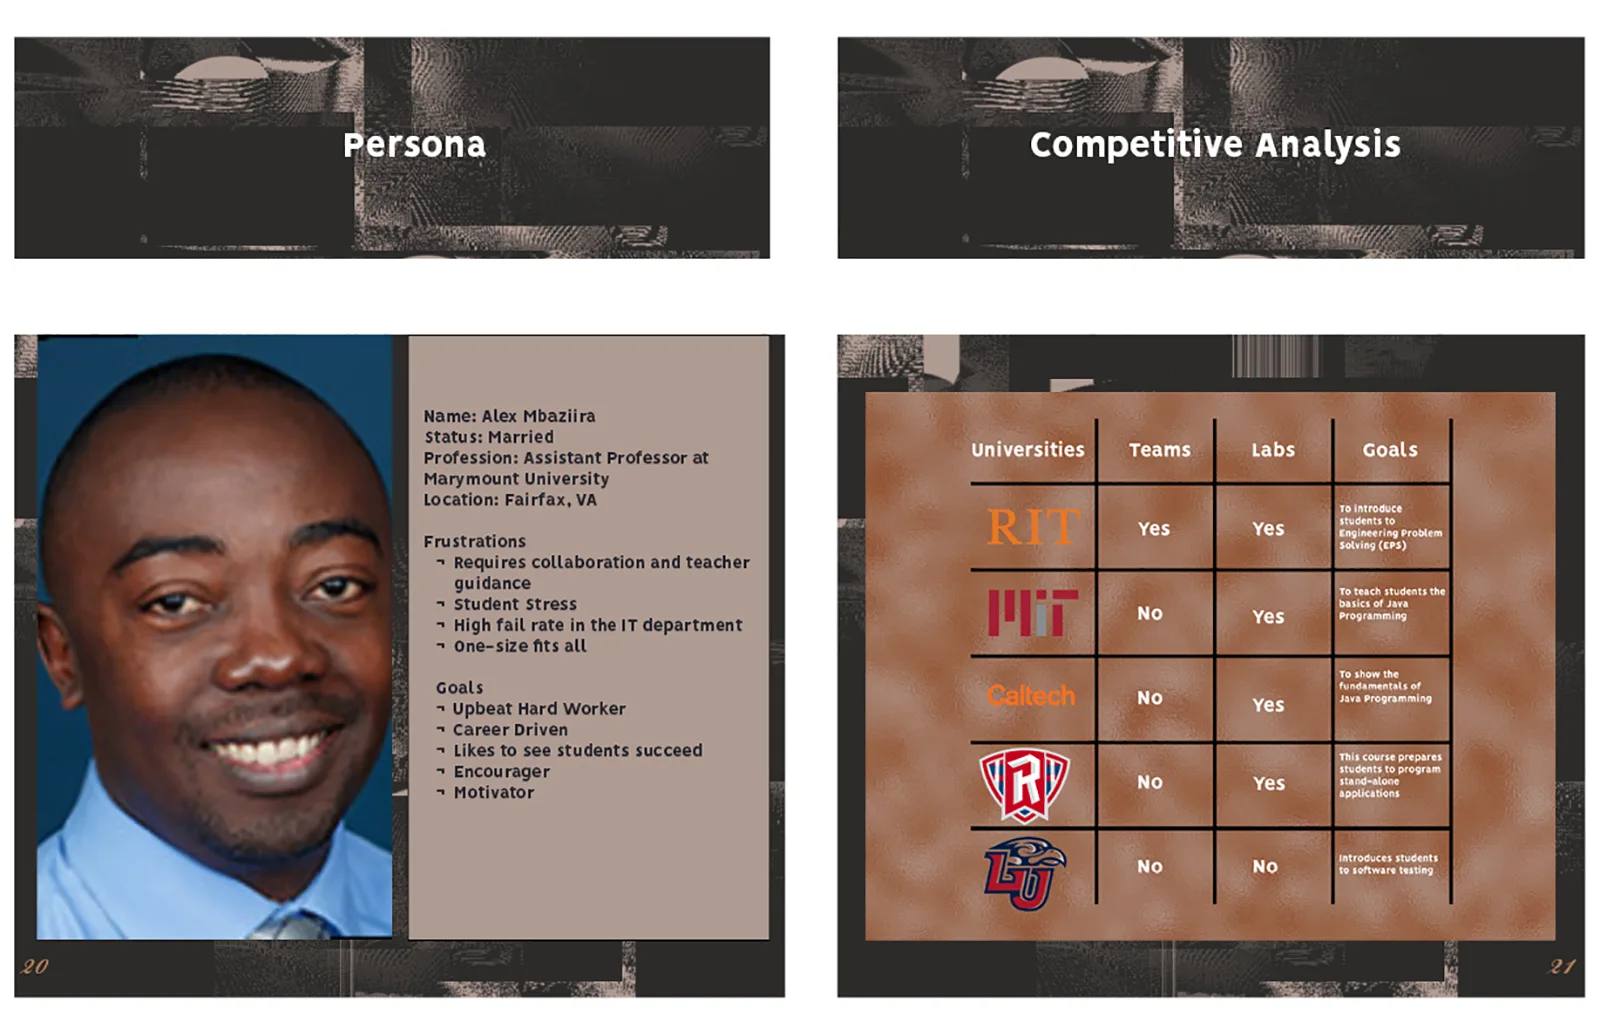 Persona
Name: Alex Mbaziira
Status: Married
Profession: Assistant Professor at
Marymount University
Location: Fairfax, VA
Frustrations
¬ Requires collaboration and teacher
guidance
¬ Student Stress
¬ High fail rate in the IT department
¬ One-size fits all
Goals
¬ Upbeat Hard Worker
¬ Career Driven
¬ Likes to see students succeed
¬ Encourager
¬ Motivator
20
Competitive Analysis
Universities Teams Labs Goals
RIT Yes Yes
To introduce
students to
Engineering Problem
Solving (EPS)
MIT No Yes
To teach students the
basics of Java
Programming
Caltech No Yes
To show the
fundamentals of
Java Programming
R No Yes
This course prepares
students to program
stand-alone
applications
LU No No
Introduces students
to software testing
21